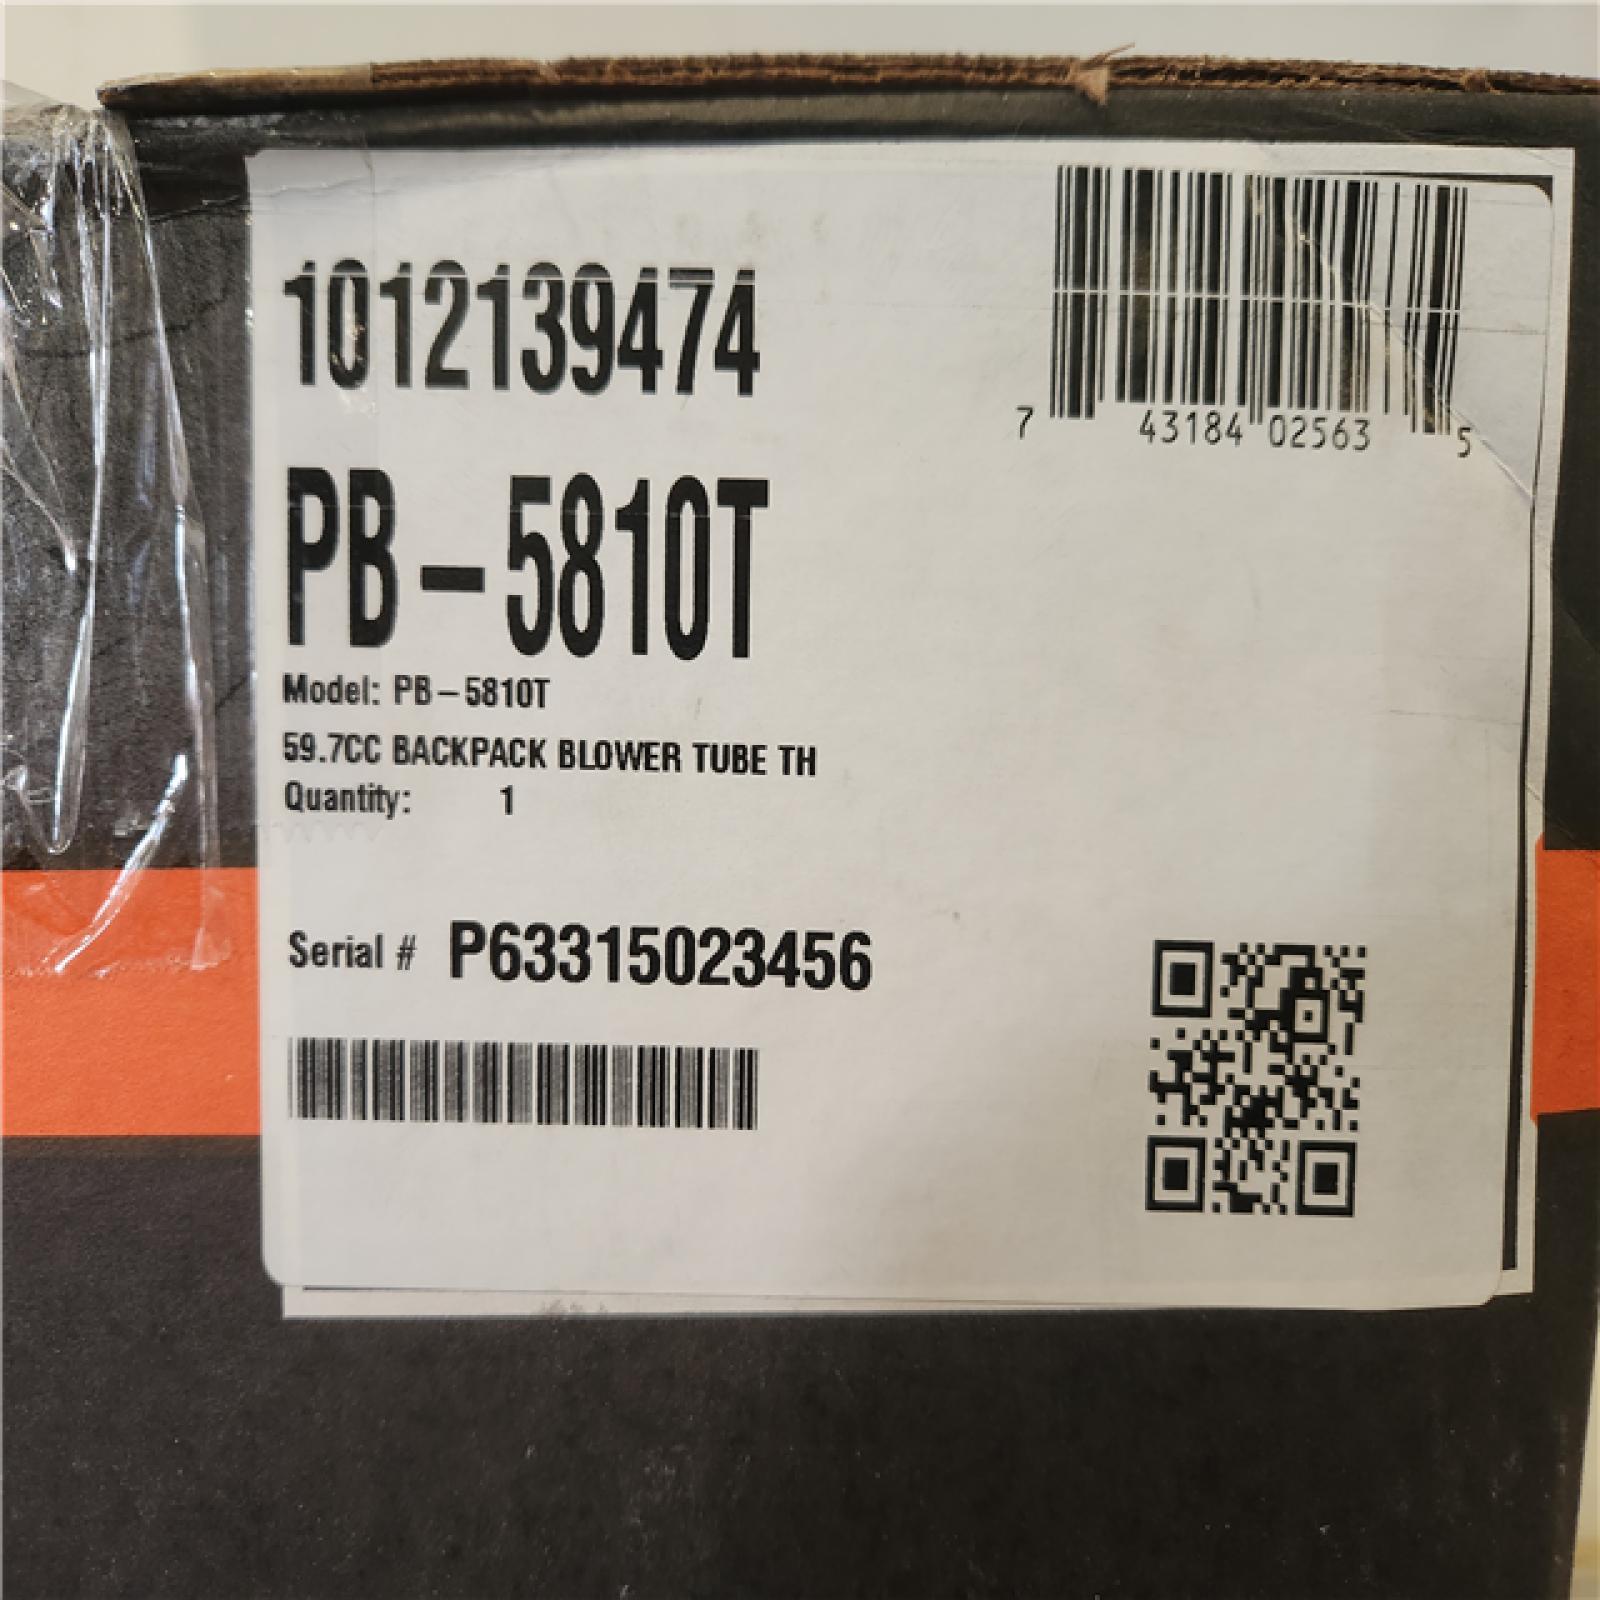 1012139474
7 43184 02563 5
PB-5810T
Model: PB-5810T
59.7CC BACKPACK BLOWER TUBE TH
Quantity: 1
Serial # P63315023456